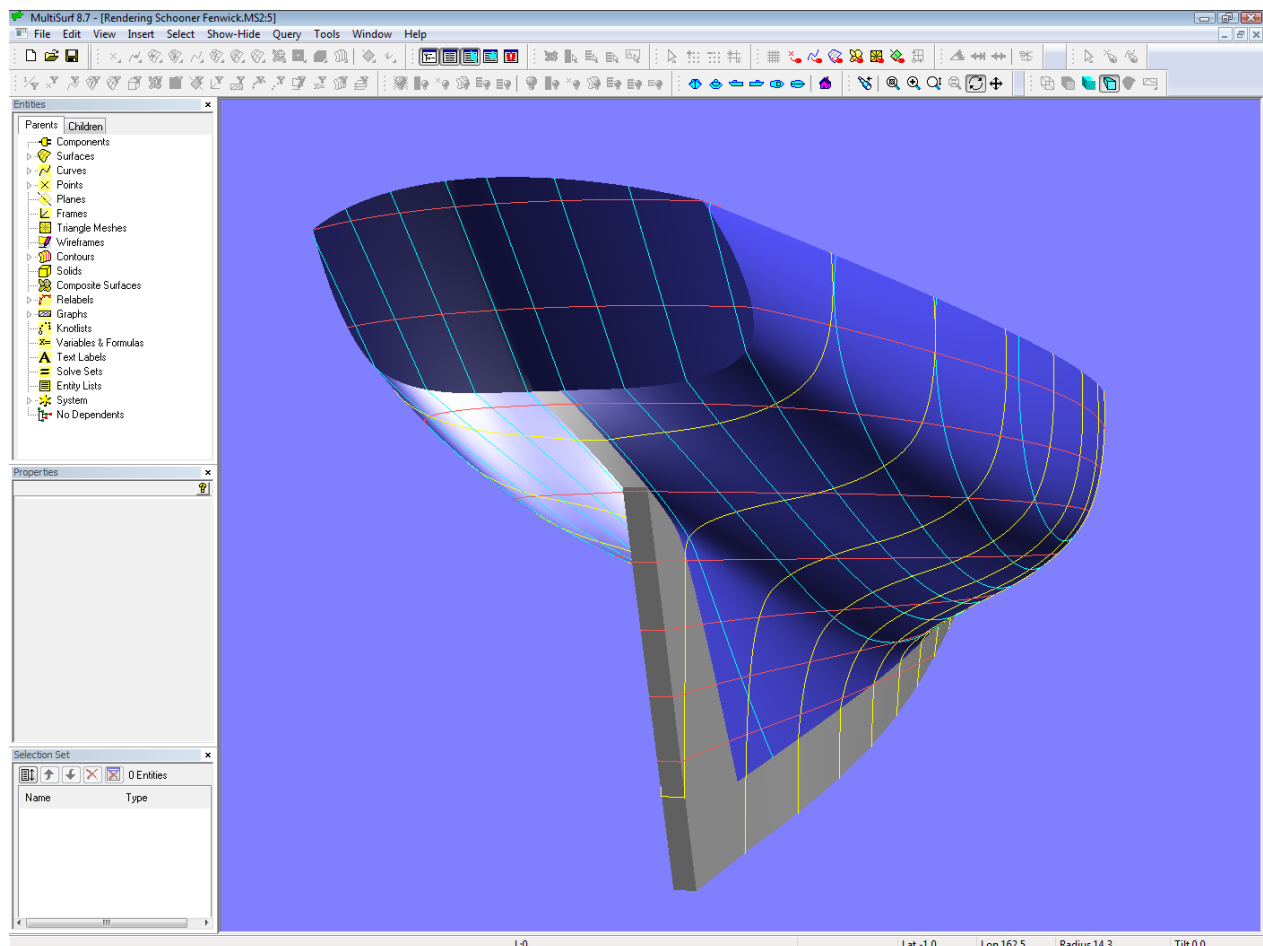 MultiSurf 8.7 - [Rendering Schooner Fenwick.MS2:5]
File Edit View Insert Select Show-Hide Query Tools Window Help
Entities
Parents Children
Components
Surfaces
Curves
Points
Planes
Frames
Triangle Meshes
Wireframes
Contours
Solids
Composite Surfaces
Relabels
Graphs
Knotlists
Variables & Formulas
Text Labels
Solve Sets
Entity Lists
System
No Dependents
Properties
Selection Set
0 Entities
Name Type
L:0 Lat -1.0 Lon 162.5 Radius 14.3 Tilt 0.0